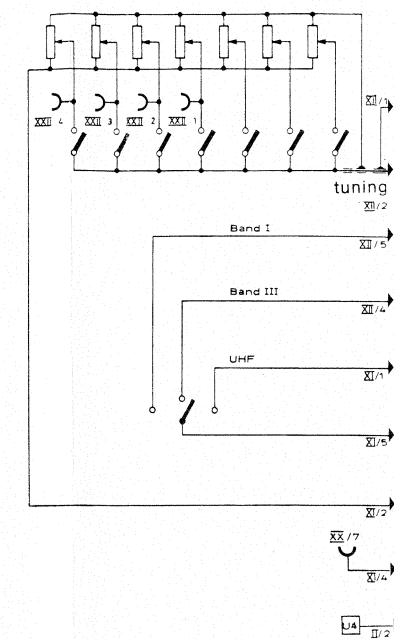 XII/1
XXII 4 XXII 3 XXII 2 XXII 1
tuning
XII/2
Band I
XII/5
Band III
XII/4
UHF
XI/1
XI/5
XI/2
XX/7
XI/4
U4
II/2